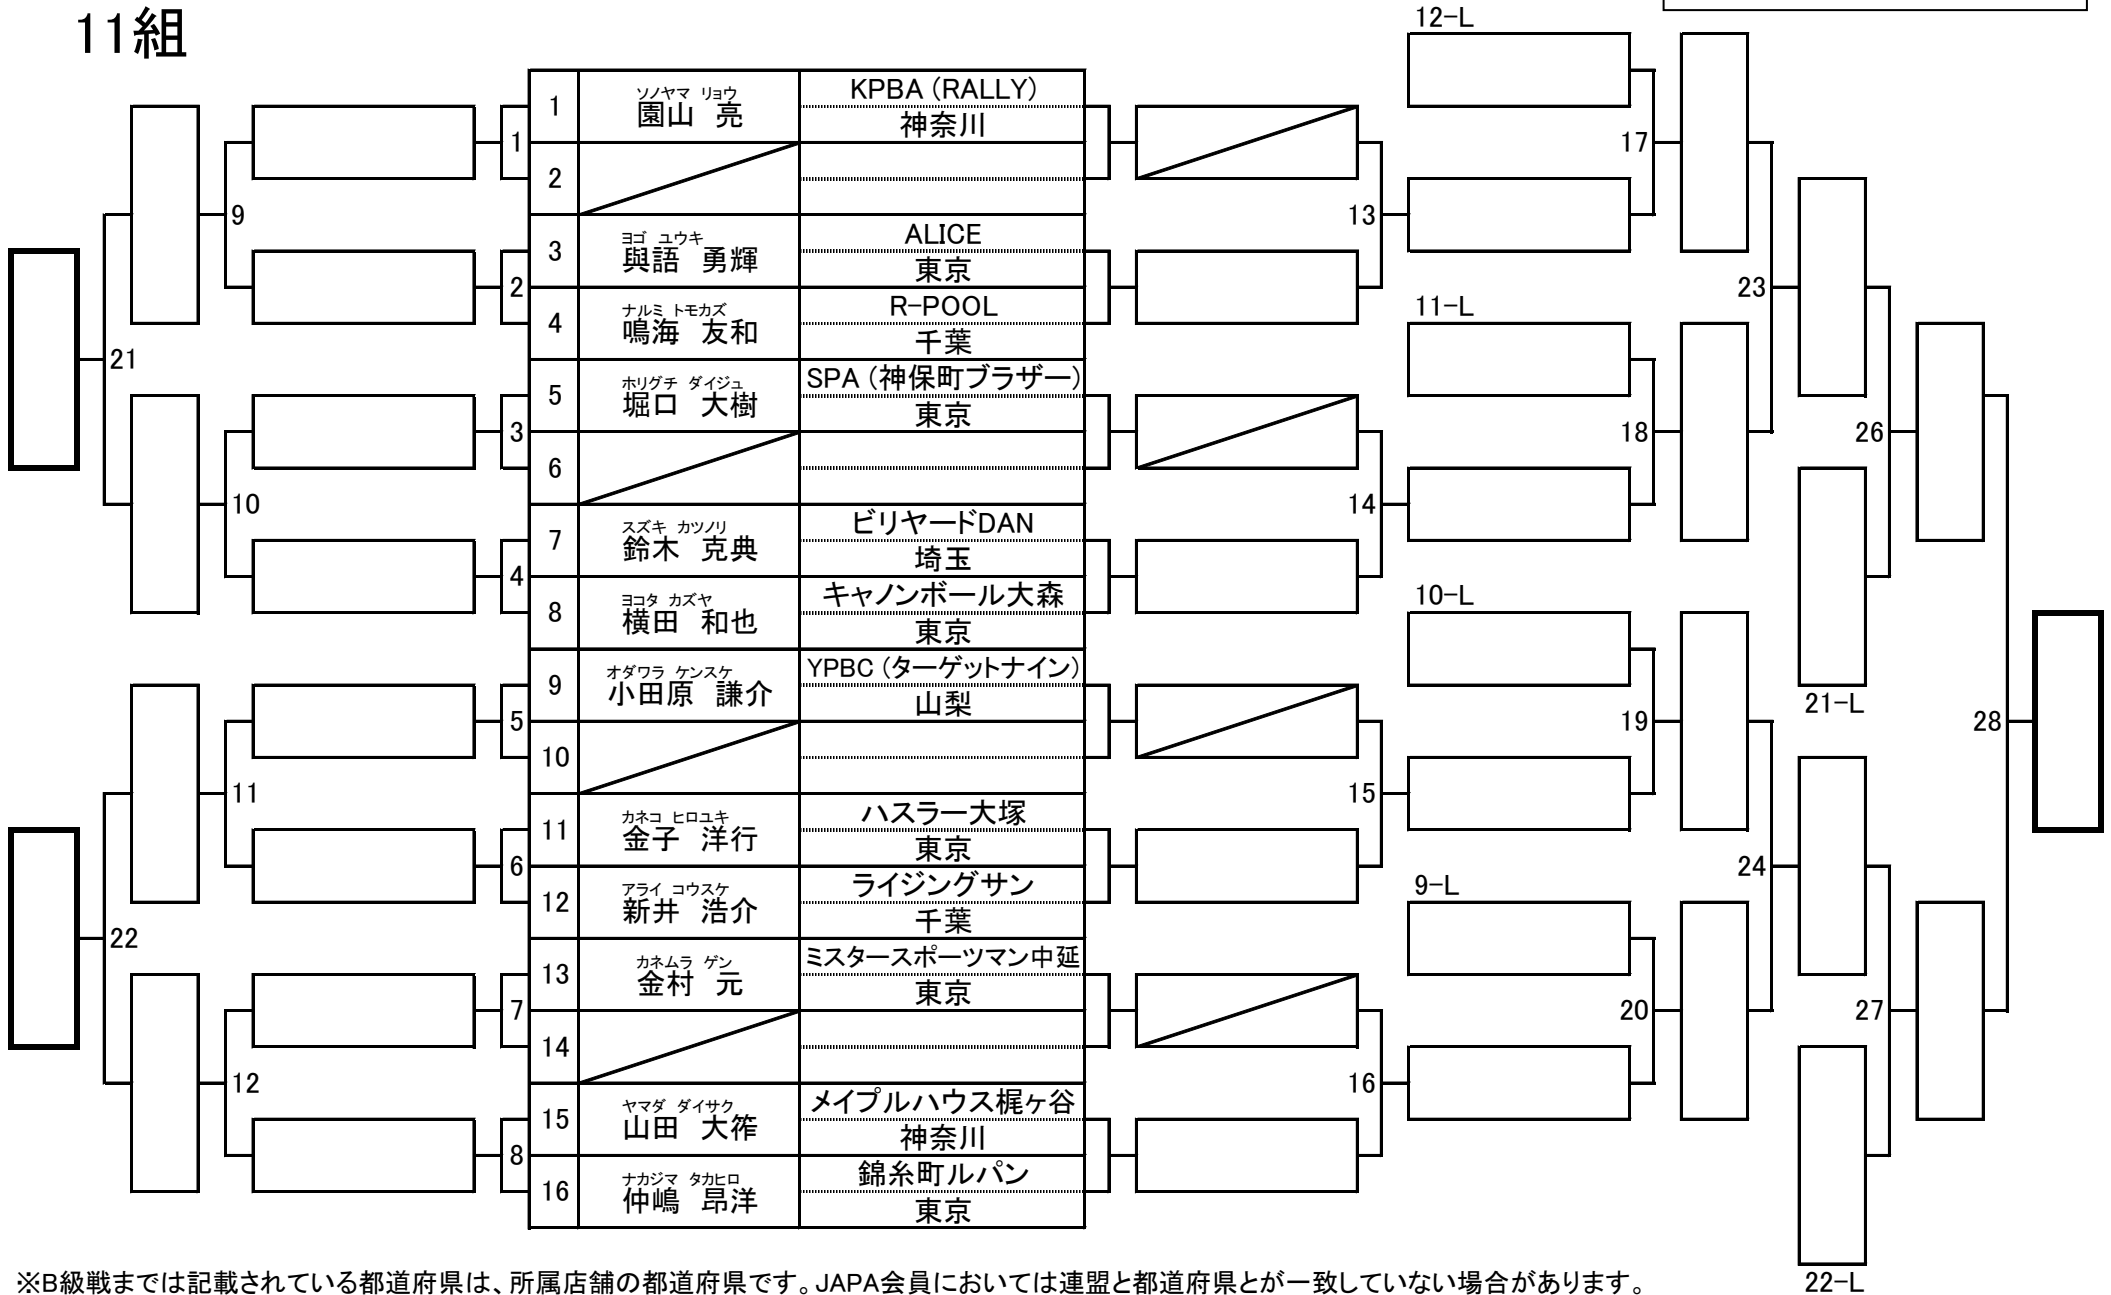 11組
12-L
1
ソノヤマ リョウ
園山 亮
KPBA (RALLY)
神奈川
1
2
17
9
13
3
ヨゴ ユウキ
與語 勇輝
ALICE
東京
2
23
4
ナルミ トモカズ
鳴海 友和
R-POOL
千葉
11-L
21
5
ホリグチ ダイジュ
堀口 大樹
SPA (神保町ブラザー)
東京
3
6
18
26
10
14
7
スズキ カツノリ
鈴木 克典
ビリヤードDAN
埼玉
4
8
ヨコタ カズヤ
横田 和也
キャノンボール大森
東京
10-L
9
オダワラ ケンスケ
小田原 謙介
YPBC (ターゲットナイン)
山梨
21-L
5
10
19
28
11
15
11
カネコ ヒロユキ
金子 洋行
ハスラー大塚
東京
6
24
12
アライ コウスケ
新井 浩介
ライジングサン
千葉
9-L
22
13
カネムラ ゲン
金村 元
ミスタースポーツマン中延
東京
7
14
20
27
12
16
15
ヤマダ ダイサク
山田 大筰
メイプルハウス梶ヶ谷
神奈川
8
16
ナカジマ タカヒロ
仲嶋 昂洋
錦糸町ルパン
東京
22-L
※B級戦までは記載されている都道府県は、所属店舗の都道府県です。JAPA会員においては連盟と都道府県とが一致していない場合があります。